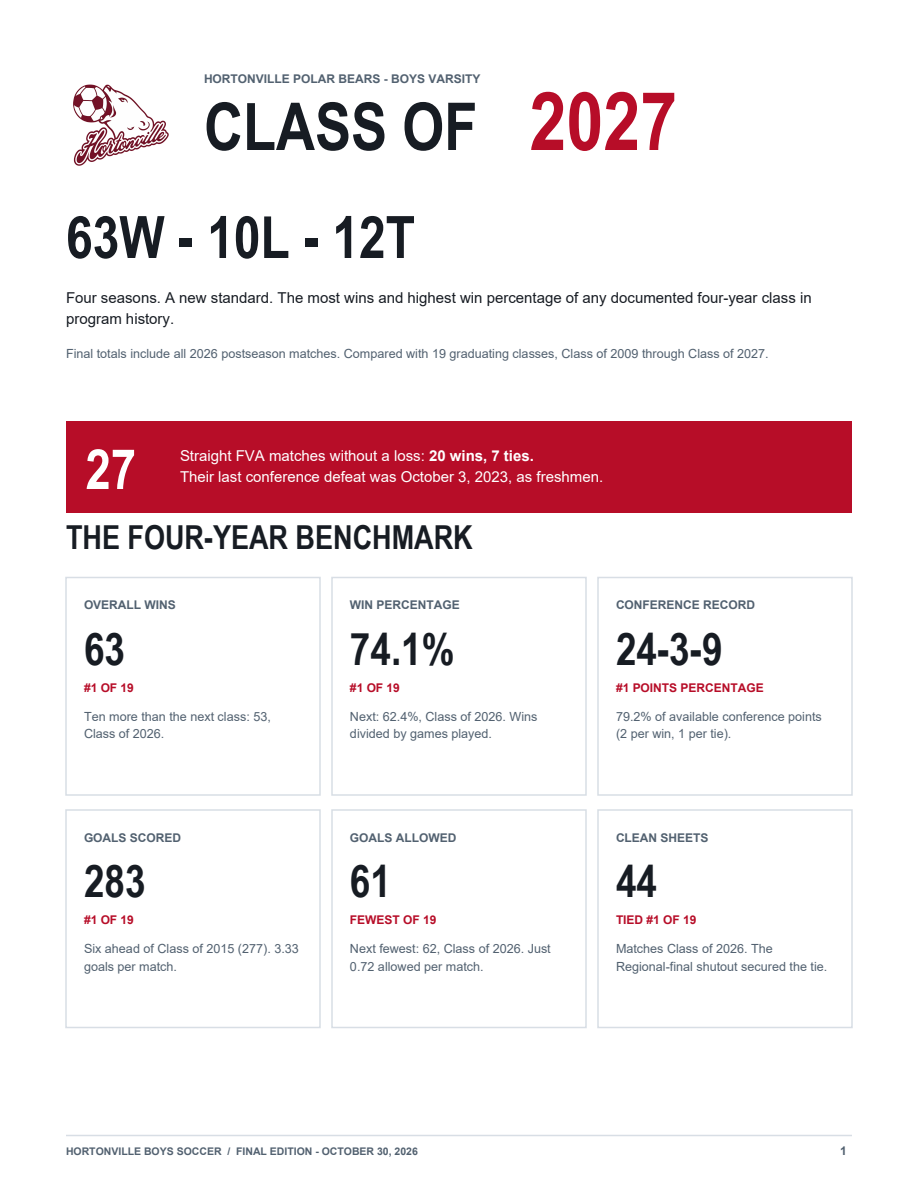 HORTONVILLE POLAR BEARS - BOYS VARSITY
Hortonville
CLASS OF 2027
63W - 10L - 12T
Four seasons. A new standard. The most wins and highest win percentage of any documented four-year class in
program history.
Final totals include all 2026 postseason matches. Compared with 19 graduating classes, Class of 2009 through Class of 2027.
27
Straight FVA matches without a loss: 20 wins, 7 ties.
Their last conference defeat was October 3, 2023, as freshmen.
THE FOUR-YEAR BENCHMARK
OVERALL WINS
63
#1 OF 19
Ten more than the next class: 53,
Class of 2026.
WIN PERCENTAGE
74.1%
#1 OF 19
Next: 62.4%, Class of 2026. Wins
divided by games played.
CONFERENCE RECORD
24-3-9
#1 POINTS PERCENTAGE
79.2% of available conference points
(2 per win, 1 per tie).
GOALS SCORED
283
#1 OF 19
Six ahead of Class of 2015 (277). 3.33
goals per match.
GOALS ALLOWED
61
FEWEST OF 19
Next fewest: 62, Class of 2026. Just
0.72 allowed per match.
CLEAN SHEETS
44
TIED #1 OF 19
Matches Class of 2026. The
Regional-final shutout secured the tie.
HORTONVILLE BOYS SOCCER / FINAL EDITION - OCTOBER 30, 2026
1